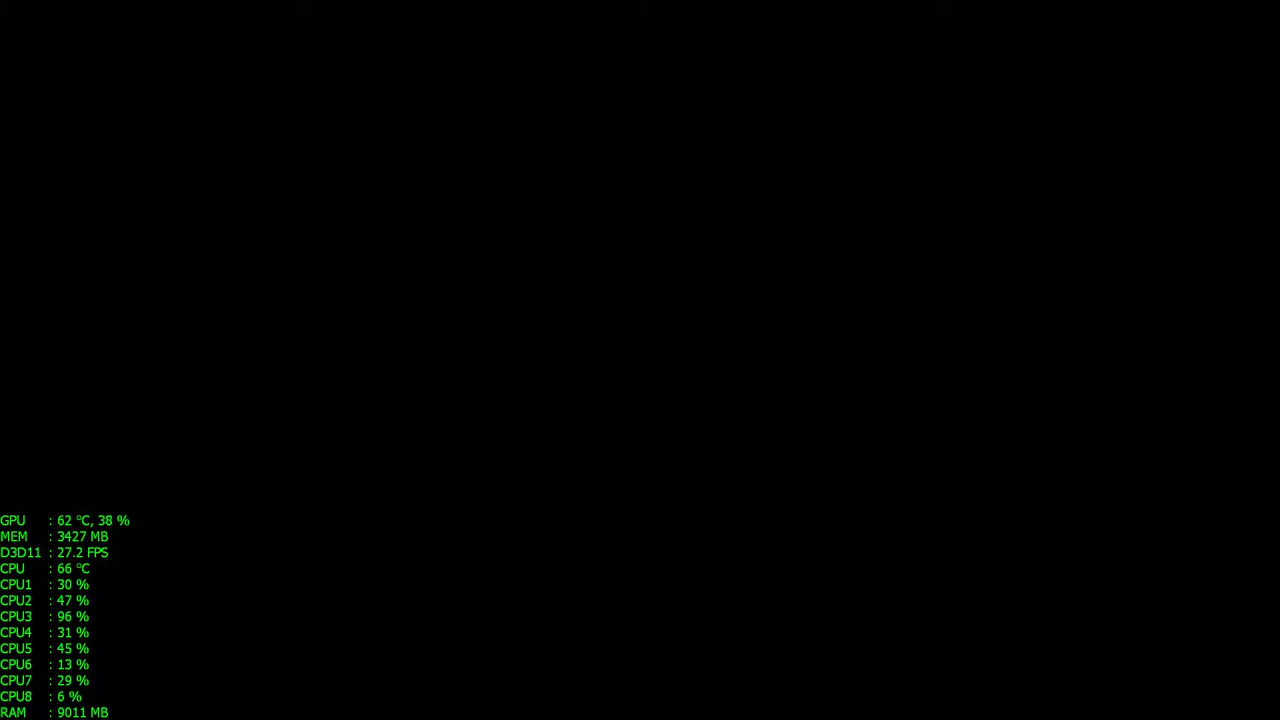 GPU : 62 °C, 38 %
MEM : 3427 MB
D3D11 : 27.2 FPS
CPU : 66 °C
CPU1 : 30 %
CPU2 : 47 %
CPU3 : 96 %
CPU4 : 31 %
CPU5 : 45 %
CPU6 : 13 %
CPU7 : 29 %
CPU8 : 6 %
RAM : 9011 MB